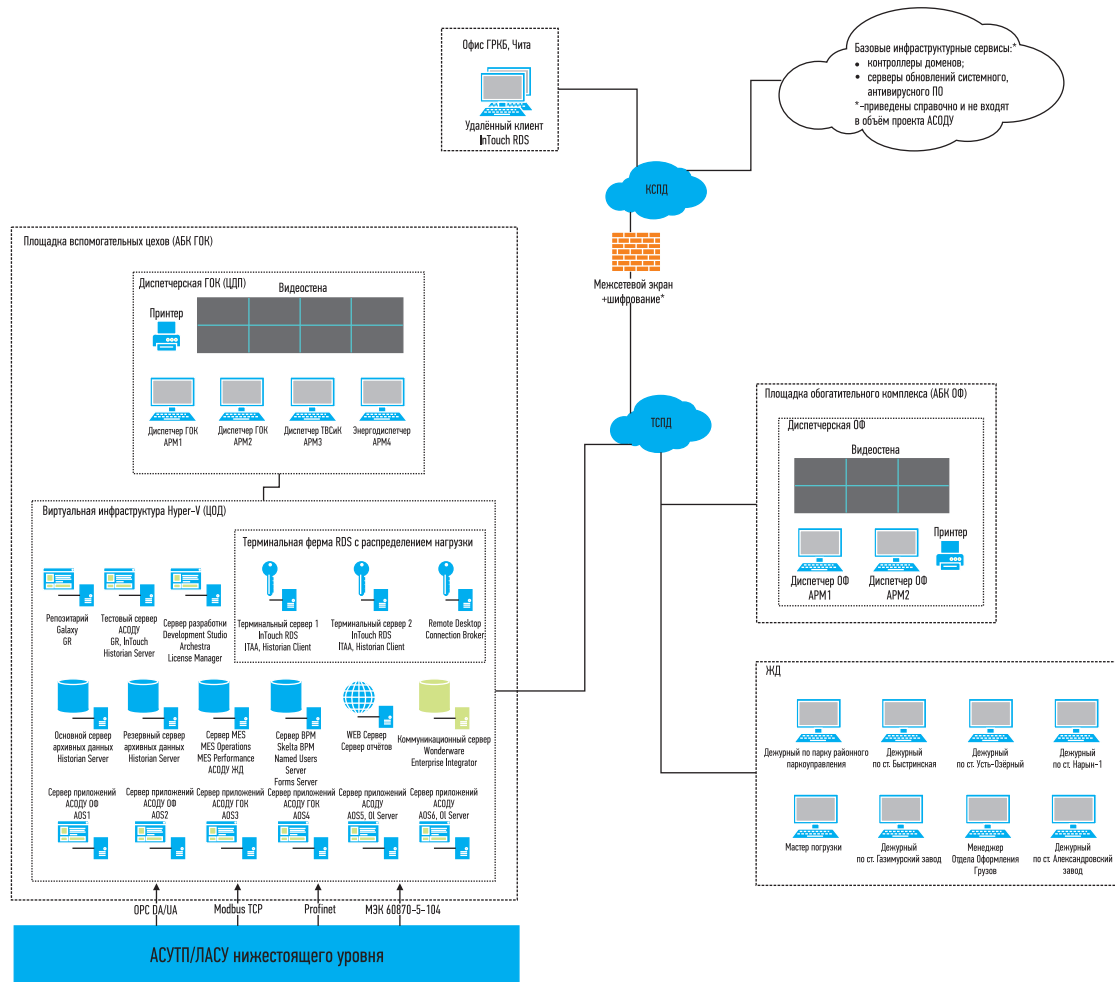 Офис ГРКБ, Чита
Удалённый клиент
InTouch RDS
Базовые инфраструктурные сервисы:*
• контроллеры доменов;
• серверы обновлений системного,
антивирусного ПО
*-приведены справочно и не входят
в объём проекта АСОДУ
КСПД
Межсетевой экран
+шифрование*
ТСПД
Площадка вспомогательных цехов (АБК ГОК)
Диспетчерская ГОК (ЦДП)
Видеостена
Принтер
Диспетчер ГОК
АРМ1
Диспетчер ГОК
АРМ2
Диспетчер ТВСиК
АРМ3
Энергодиспетчер
АРМ4
Виртуальная инфраструктура Hyper-V (ЦОД)
Терминальная ферма RDS с распределением нагрузки
Репозитарий
Galaxy
GR
Тестовый сервер
АСОДУ
GR, InTouch
Historian Server
Сервер разработки
Development Studio
Archestra
License Manager
Терминальный сервер 1
InTouch RDS
ITAA, Historian Client
Терминальный сервер 2
InTouch RDS
ITAA, Historian Client
Remote Desktop
Connection Broker
Основной сервер
архивных данных
Historian Server
Резервный сервер
архивных данных
Historian Server
Сервер MES
MES Operations
MES Performance
АСОДУ ЖД
Сервер BPM
Skelta BPM
Named Users
Server
Forms Server
WEB Сервер
Сервер отчётов
Коммуникационный сервер
Wonderware
Enterprise Integrator
Сервер приложений
АСОДУ ОФ
AOS1
Сервер приложений
АСОДУ ОФ
AOS2
Сервер приложений
АСОДУ ГОК
AOS3
Сервер приложений
АСОДУ ГОК
AOS4
Сервер приложений
АСОДУ
AOS5, OI Server
Сервер приложений
АСОДУ
AOS6, OI Server
OPC DA/UA
Modbus TCP
Profinet
МЭК 60870-5-104
АСУТП/ЛАСУ нижестоящего уровня
Площадка обогатительного комплекса (АБК ОФ)
Диспетчерская ОФ
Видеостена
Диспетчер ОФ
АРМ1
Диспетчер ОФ
АРМ2
Принтер
ЖД
Дежурный по парку районного
паркоуправления
Дежурный
по ст. Быстринская
Дежурный
по ст. Усть-Озёрный
Дежурный
по ст. Нарын-1
Мастер погрузки
Дежурный
по ст. Газимурский завод
Менеджер
Отдела Оформления
Грузов
Дежурный
по ст. Александровский
завод